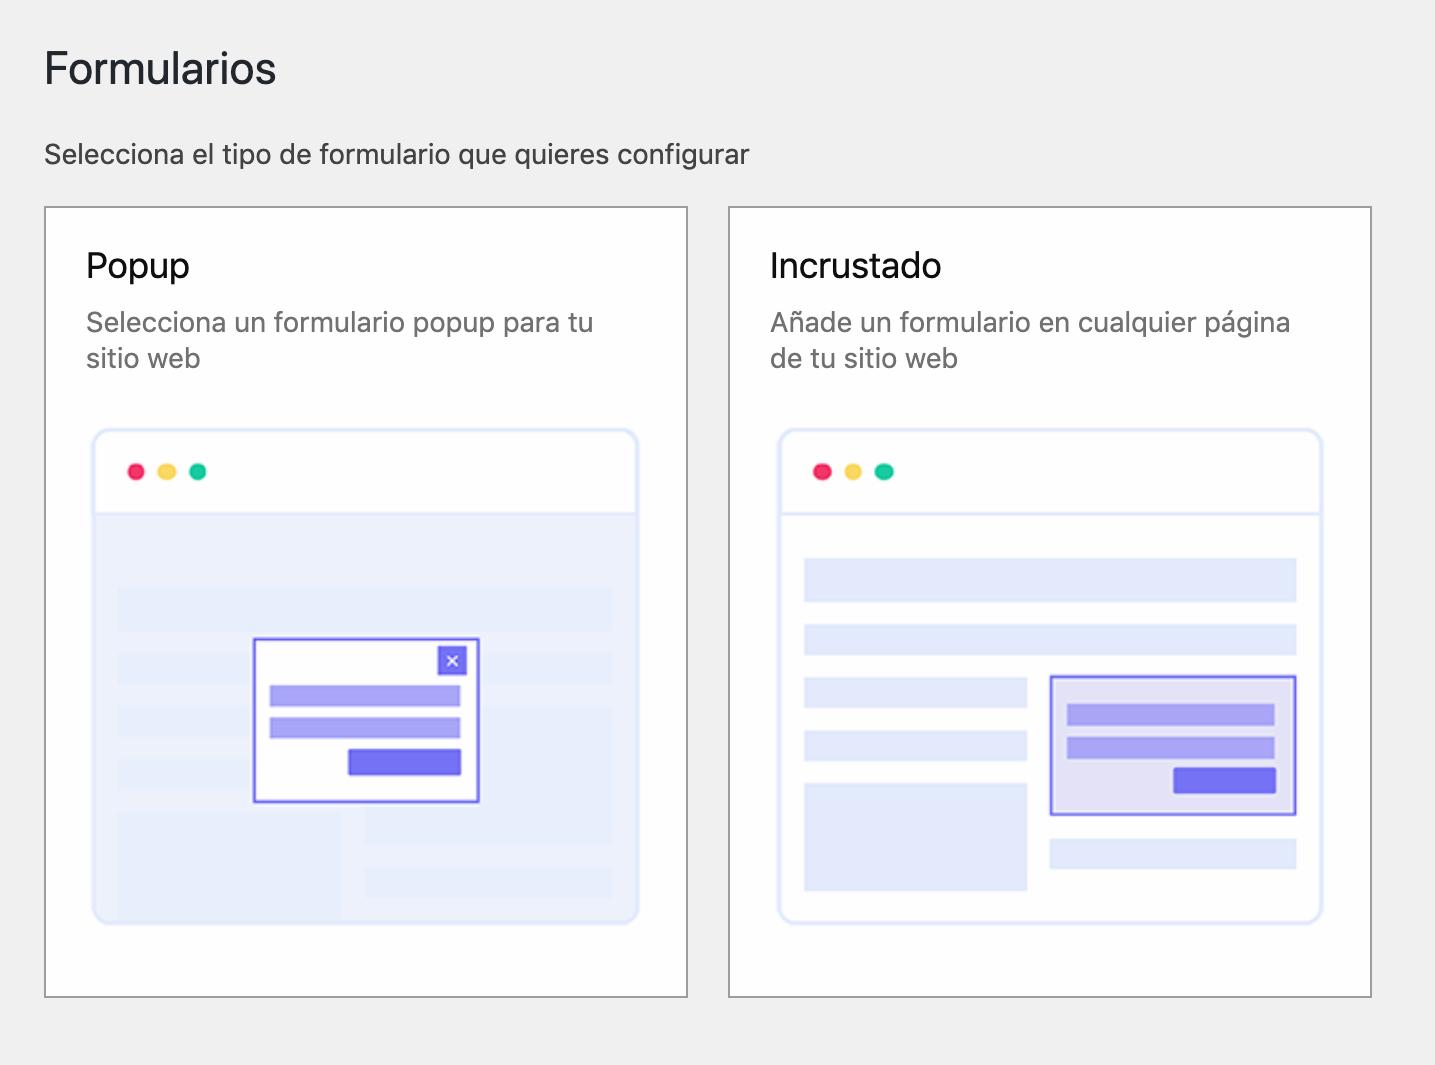 Formularios
Selecciona el tipo de formulario que quieres configurar
Popup
Selecciona un formulario popup para tu
sitio web
Incrustado
Añade un formulario en cualquier página
de tu sitio web